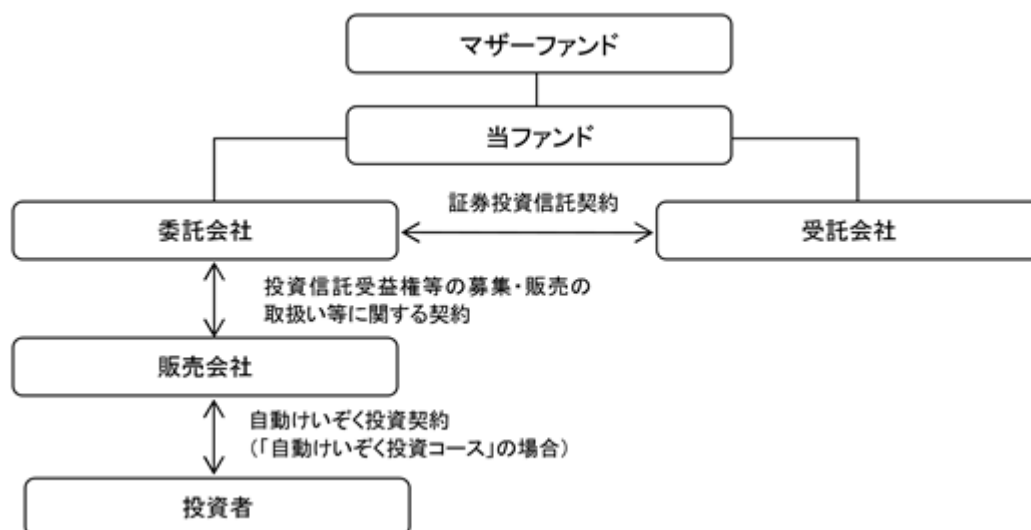 マザーファンド
当ファンド
証券投資信託契約
委託会社
受託会社
投資信託受益権等の募集・販売の
取扱い等に関する契約
販売会社
自動けいぞく投資契約
(「自動けいぞく投資コース」の場合)
投資者